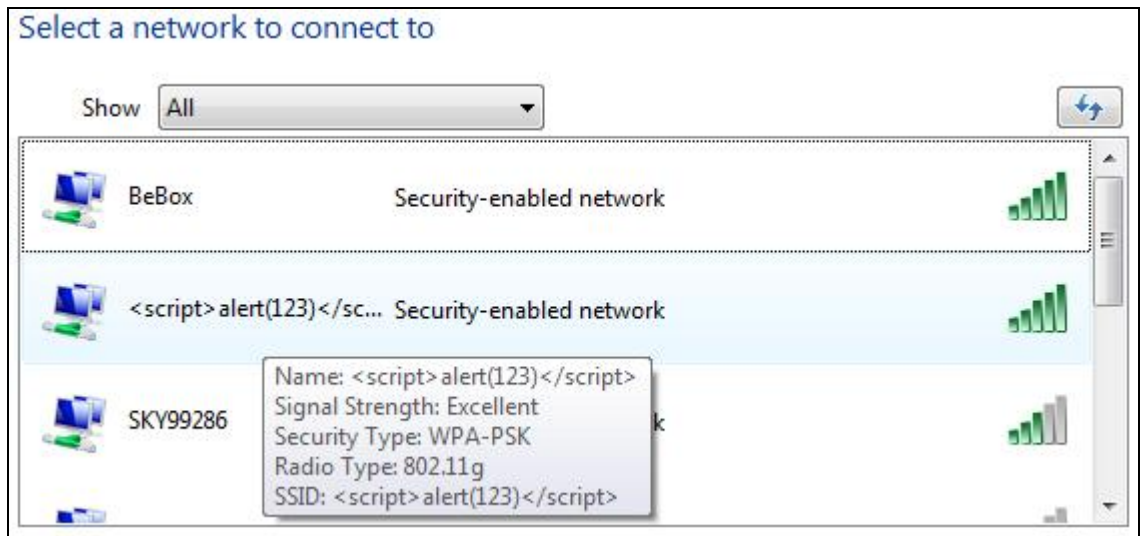 Select a network to connect to
Show All
BeBox Security-enabled network
<script>alert(123)</sc... Security-enabled network
Name: <script>alert(123)</script>
Signal Strength: Excellent
SKY99286 k
Security Type: WPA-PSK
Radio Type: 802.11g
SSID: <script>alert(123)</script>